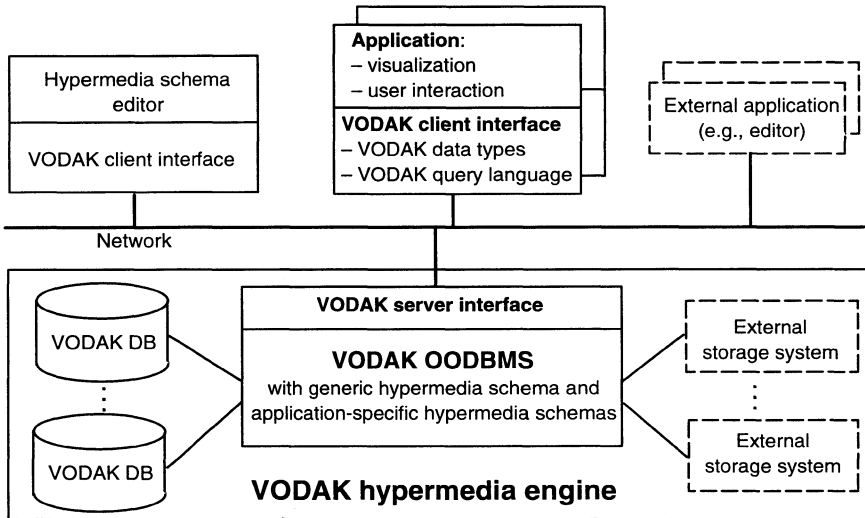 Hypermedia schema
editor
VODAK client interface
Application:
– visualization
– user interaction
VODAK client interface
– VODAK data types
– VODAK query language
External application
(e.g., editor)
Network
VODAK DB
VODAK DB
VODAK server interface
VODAK OODBMS
with generic hypermedia schema and
application-specific hypermedia schemas
External
storage system
External
storage system
VODAK hypermedia engine